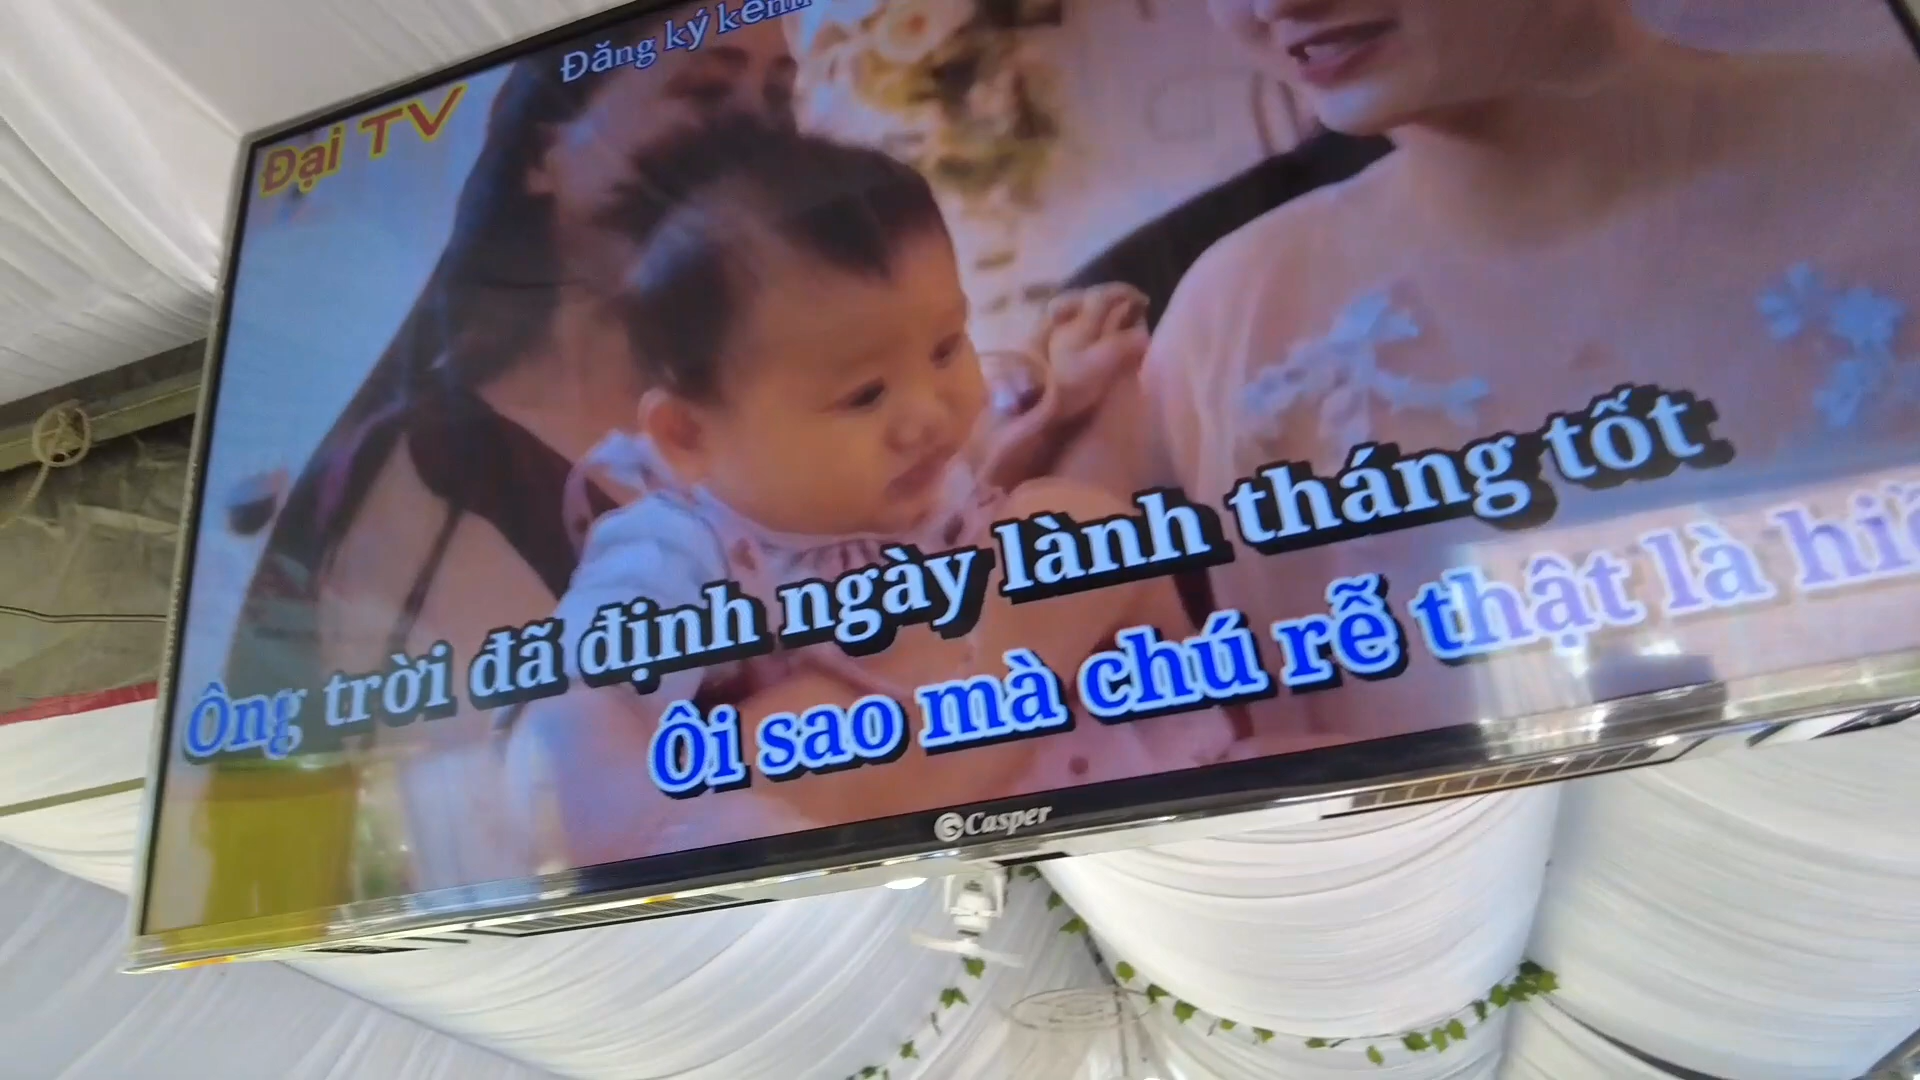 Đăng ký kênh
Đại TV
Ông trời đã định ngày lành tháng tốt
Ôi sao mà chú rễ thật là
Casper